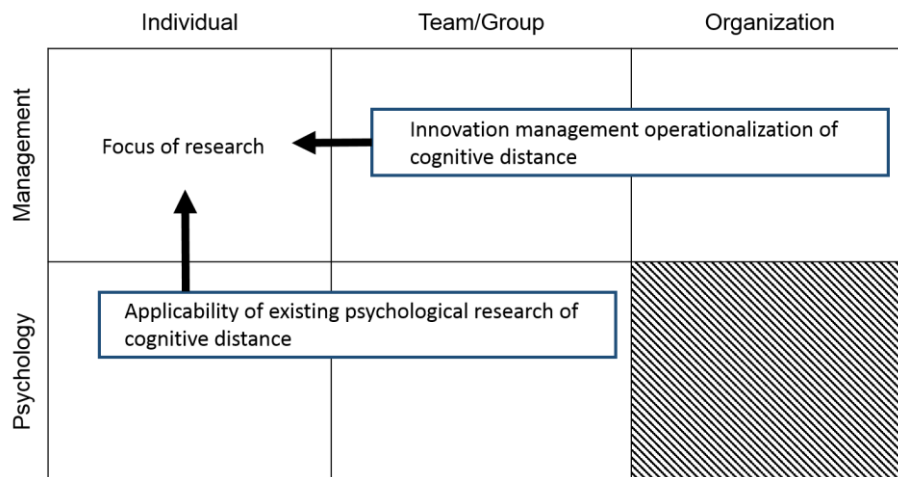 Individual
Team/Group
Organization
Management
Focus of research
Innovation management operationalization of
cognitive distance
Psychology
Applicability of existing psychological research of
cognitive distance